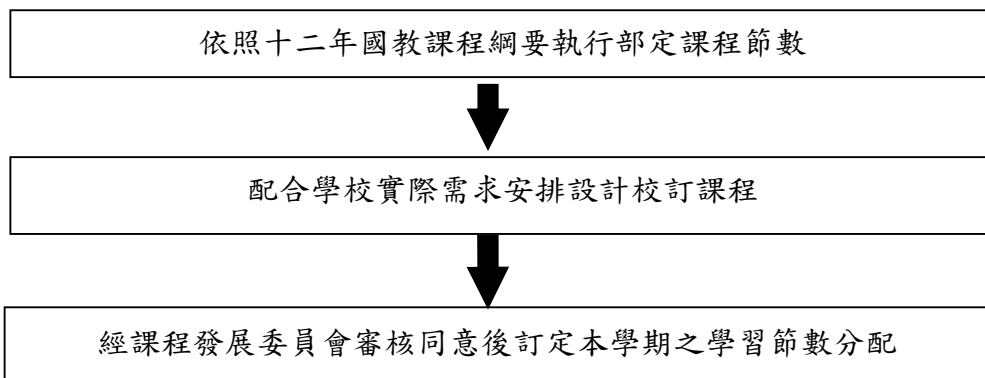 依照十二年國教課程綱要執行部定課程節數
配合學校實際需求安排設計校訂課程
經課程發展委員會審核同意後訂定本學期之學習節數分配